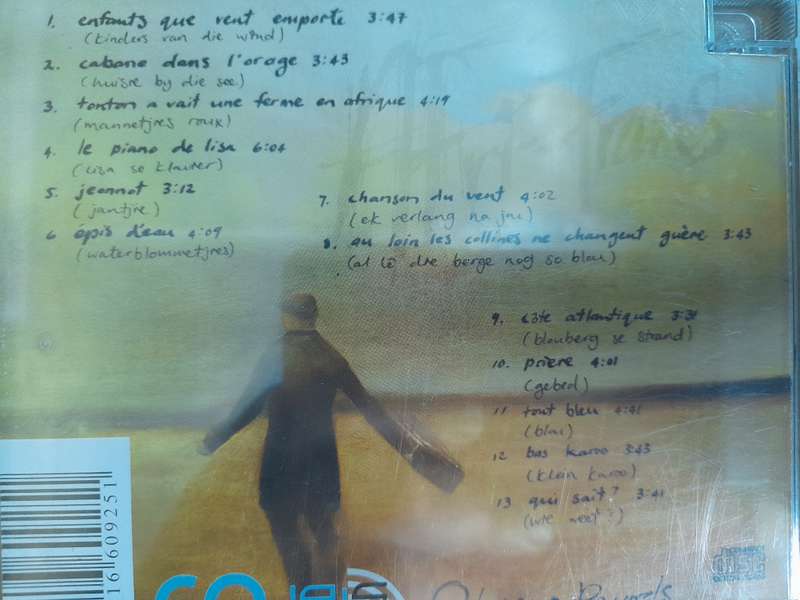 1. enfants que vent emporte 3:47
(kinders van die wind)
2. cabane dans l'orage 3:43
(huisie by die see)
3. tonton a vait une ferme en afrique 4:19
(mannetjies roux)
4. le piano de lisa 6:04
(lisa se klavier)
5. jeannot 3:12
(jantjie)
6 épis d'eau 4:09
(waterblommetjies)
7. chanson du vent 4:02
(ek verlang na jou)
8. au loin les collines ne changent guère 3:43
(al lê die berge nog so blou)
9. côte atlantique 3:31
(blouberg se strand)
10. prière 4:01
(gebed)
11 tout bleu 4:41
(blou)
12 bas karoo 3:43
(klein karoo)
13 qui sait? 3:41
(wie weet?)
16609251